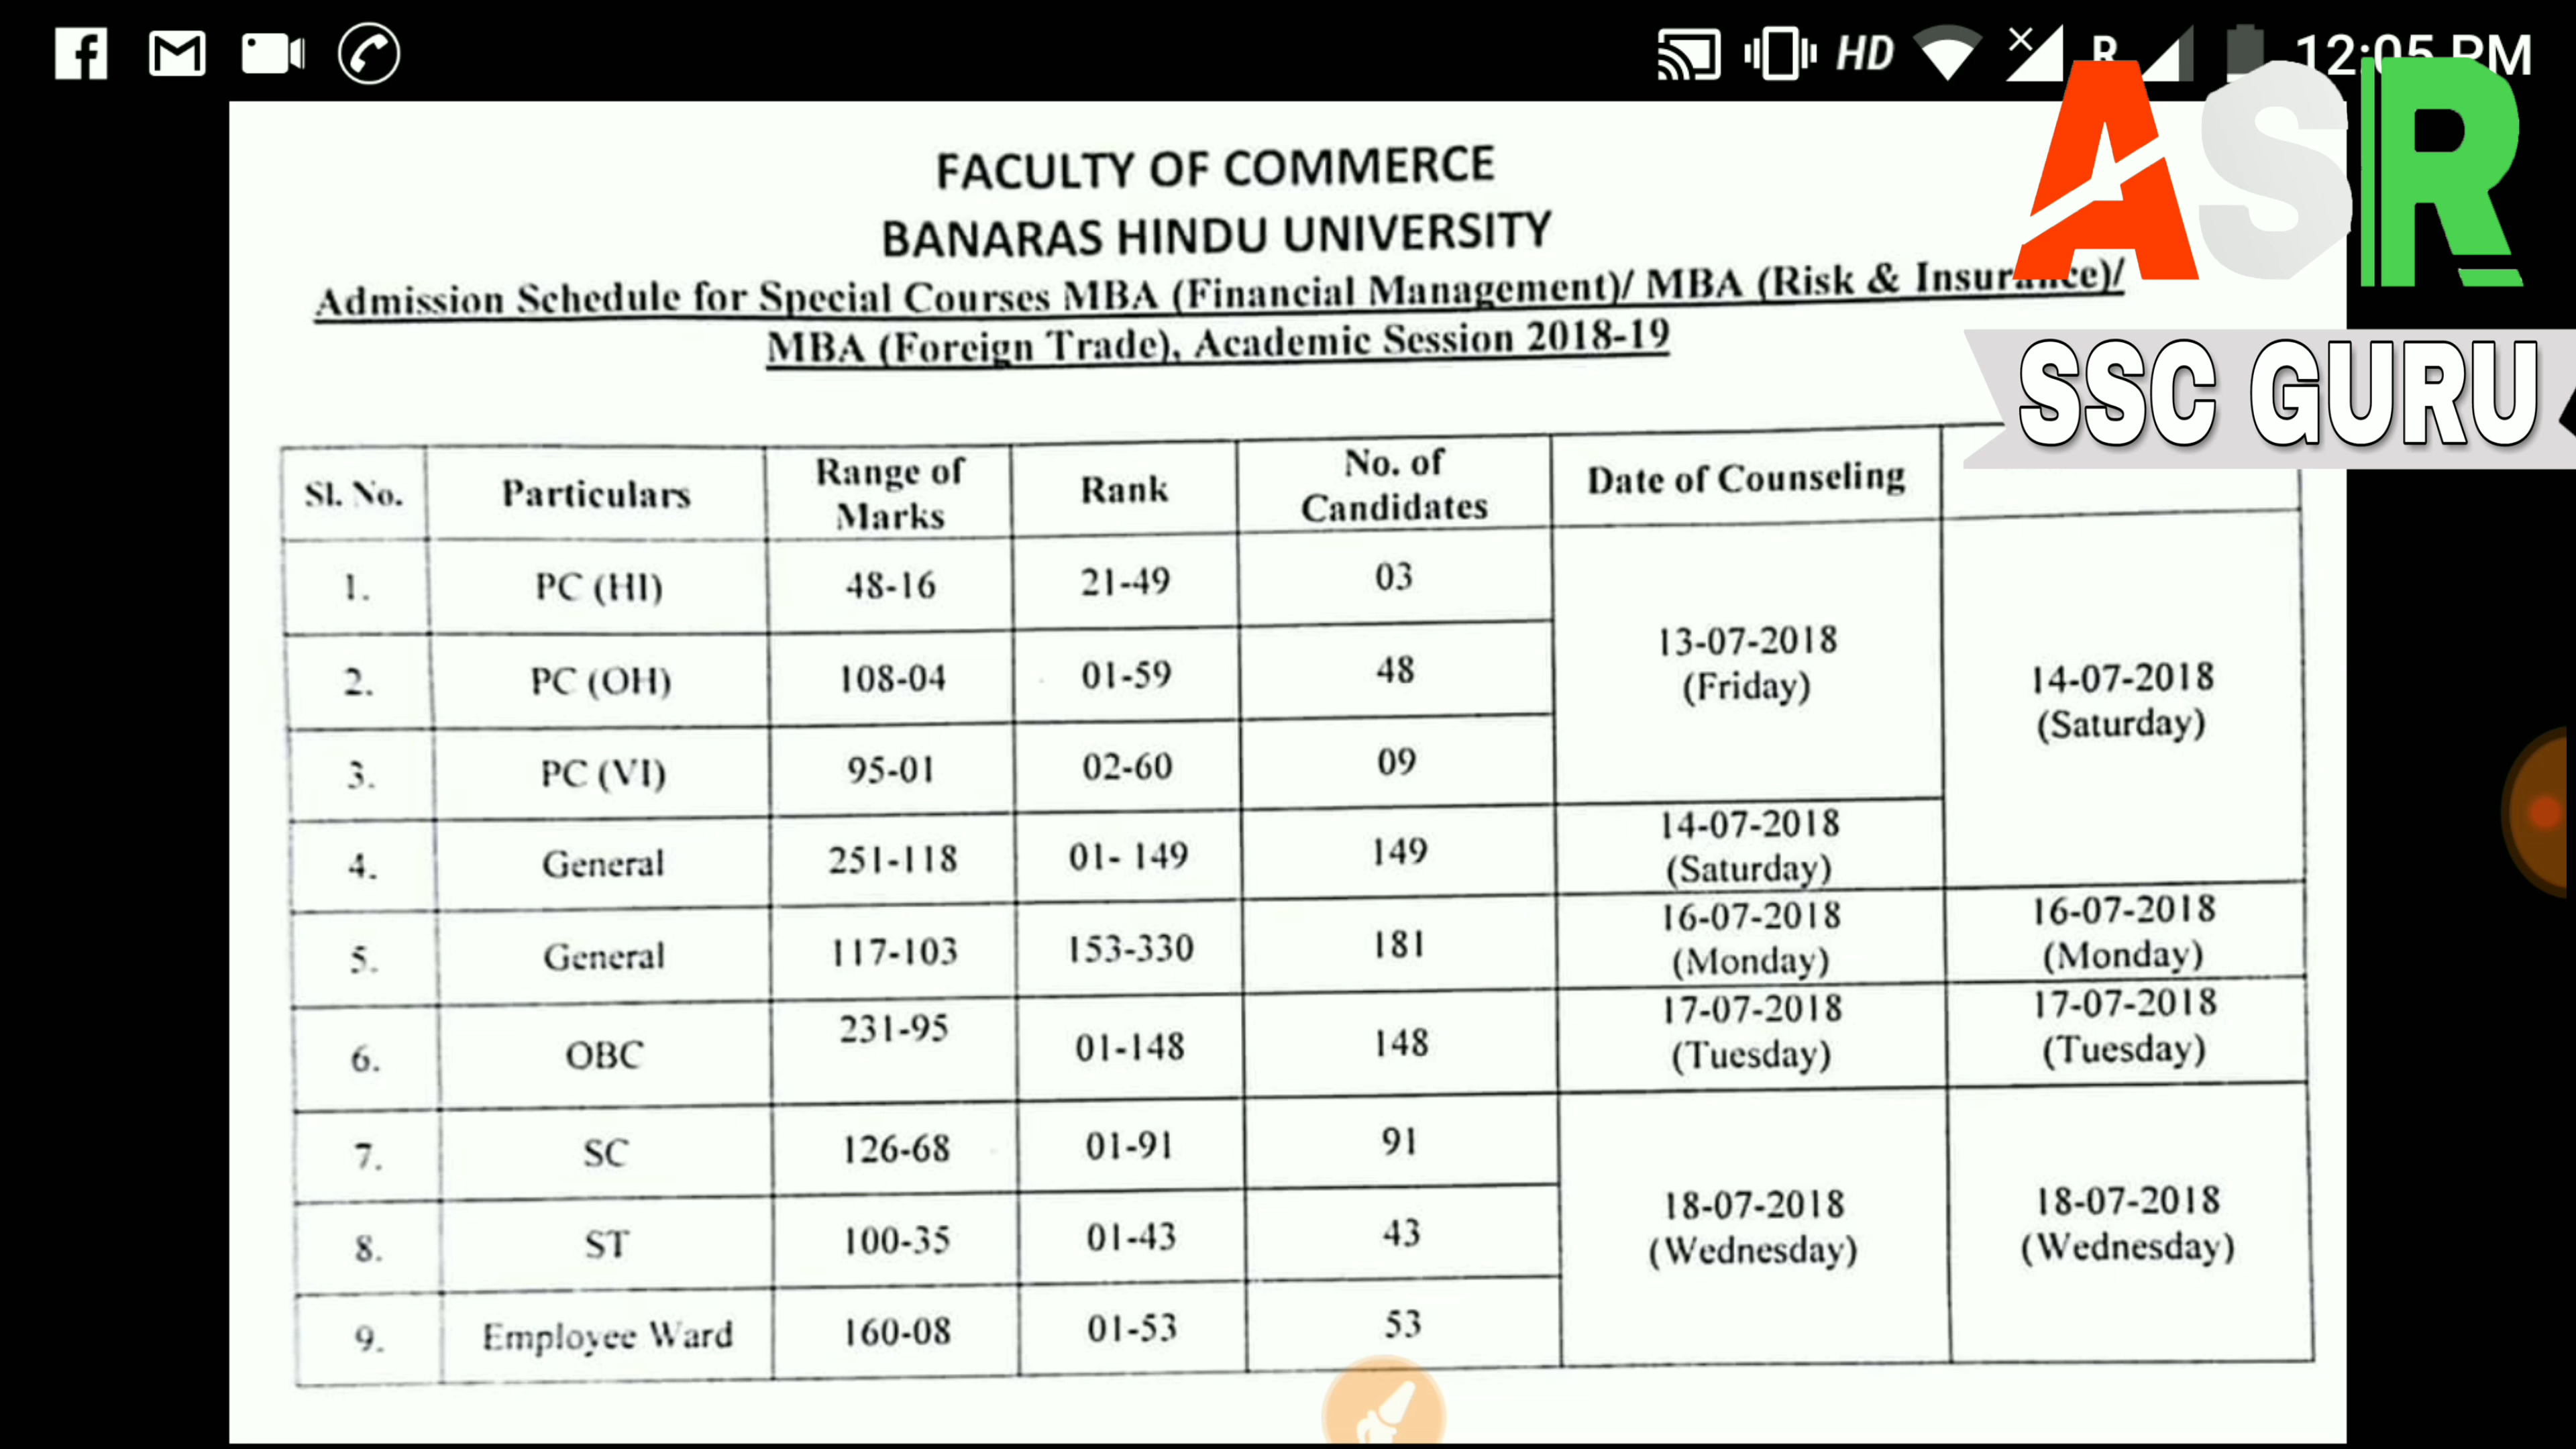 HD R 12:05 PM
ASR
SSC GURU
FACULTY OF COMMERCE
BANARAS HINDU UNIVERSITY
Admission Schedule for Special Courses MBA (Financial Management)/ MBA (Risk & Insurance)/
MBA (Foreign Trade), Academic Session 2018-19
Sl. No. Particulars Range of Marks Rank No. of Candidates Date of Counseling
1. PC (HI) 48-16 21-49 03 13-07-2018 (Friday) 14-07-2018 (Saturday)
2. PC (OH) 108-04 01-59 48
3. PC (VI) 95-01 02-60 09
4. General 251-118 01- 149 149 14-07-2018 (Saturday)
5. General 117-103 153-330 181 16-07-2018 (Monday) 16-07-2018 (Monday)
6. OBC 231-95 01-148 148 17-07-2018 (Tuesday) 17-07-2018 (Tuesday)
7. SC 126-68 01-91 91 18-07-2018 (Wednesday) 18-07-2018 (Wednesday)
8. ST 100-35 01-43 43
9. Employee Ward 160-08 01-53 53